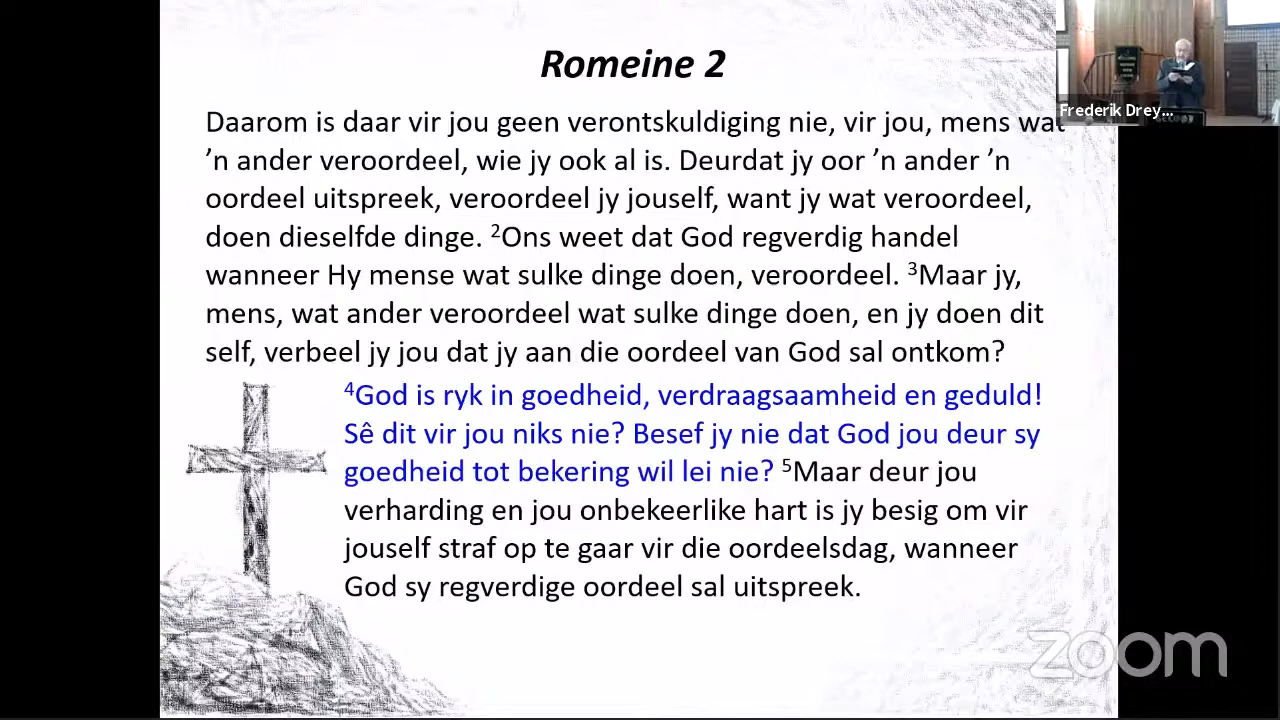 Romeine 2
Daarom is daar vir jou geen verontskuldiging nie, vir jou, mens wat
’n ander veroordeel, wie jy ook al is. Deurdat jy oor ’n ander ’n
oordeel uitspreek, veroordeel jy jouself, want jy wat veroordeel,
doen dieselfde dinge. ²Ons weet dat God regverdig handel
wanneer Hy mense wat sulke dinge doen, veroordeel. ³Maar jy,
mens, wat ander veroordeel wat sulke dinge doen, en jy doen dit
self, verbeel jy jou dat jy aan die oordeel van God sal ontkom?
⁴God is ryk in goedheid, verdraagsaamheid en geduld!
Sê dit vir jou niks nie? Besef jy nie dat God jou deur sy
goedheid tot bekering wil lei nie? ⁵Maar deur jou
verharding en jou onbekeerlike hart is jy besig om vir
jouself straf op te gaar vir die oordeelsdag, wanneer
God sy regverdige oordeel sal uitspreek.
Frederik Drey...
zoom